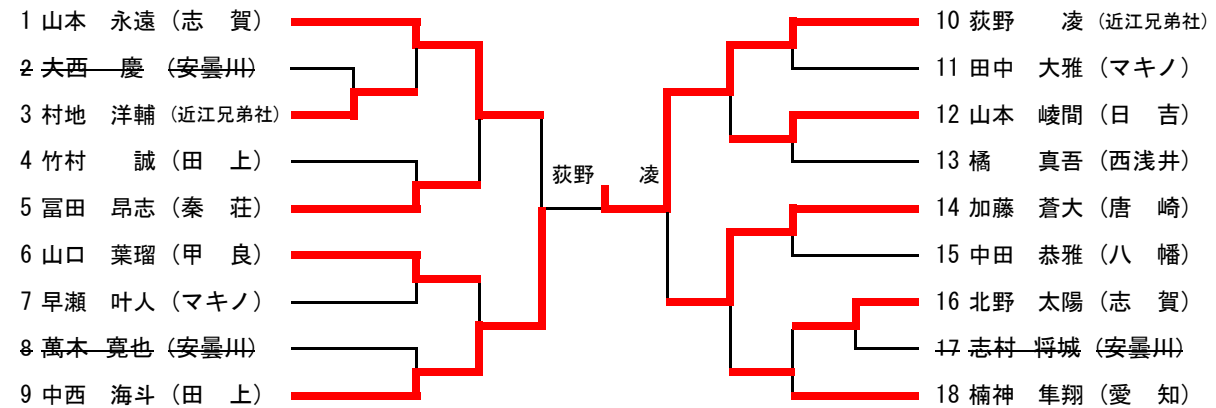 1 山本　永遠（志　賀）
2 大西　慶　（安曇川）
3 村地　洋輔（近江兄弟社）
4 竹村　　誠（田　上）
5 冨田　昂志（秦　荘）
6 山口　葉瑠（甲　良）
7 早瀬　叶人（マキノ）
8 萬木　寛也（安曇川）
9 中西　海斗（田　上）
荻野　　凌
10 荻野　　凌（近江兄弟社）
11 田中　大雅（マキノ）
12 山本　崚間（日　吉）
13 橘　　真吾（西浅井）
14 加藤　蒼大（唐　崎）
15 中田　恭雅（八　幡）
16 北野　太陽（志　賀）
17 志村　将城（安曇川）
18 楠神　隼翔（愛　知）